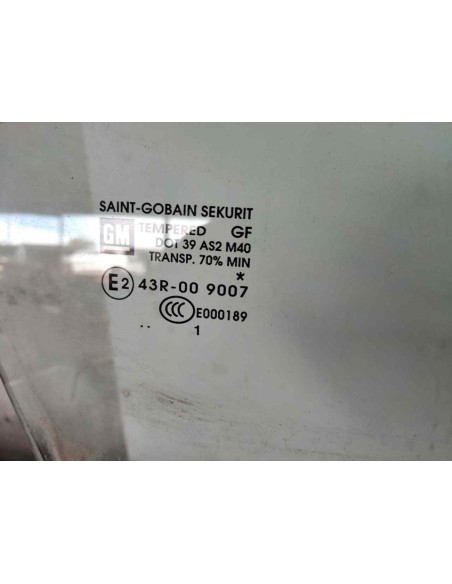 SAINT-GOBAIN SEKURIT
GM TEMPERED GF
DOT 39 AS2 M40
TRANSP. 70% MIN
*
E2 43R-00 9007
CCC E000189
.. 1